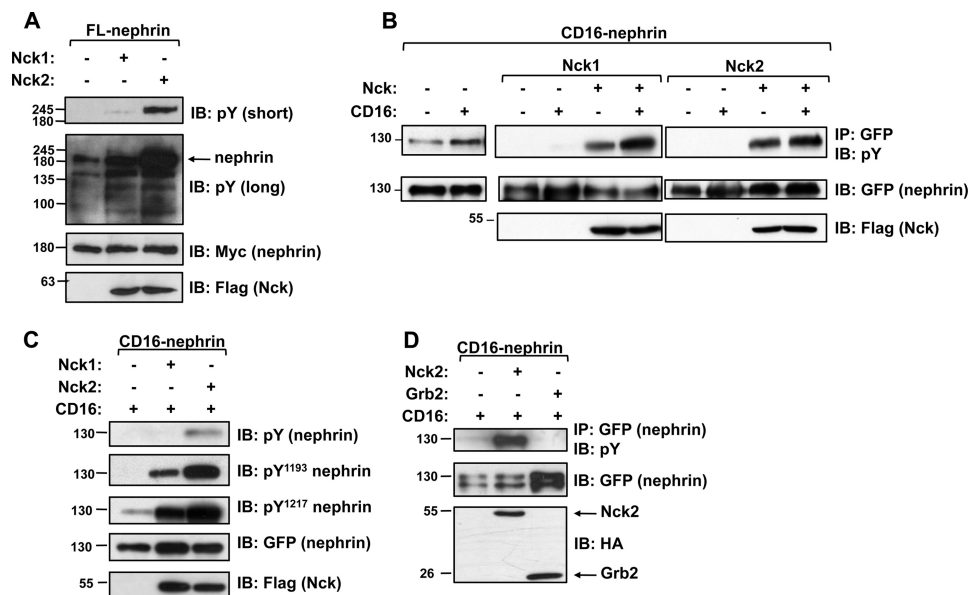 A
FL-nephrin
Nck1: - + -
Nck2: - - +
245
180
IB: pY (short)
245
180
135
100
nephrin
IB: pY (long)
180
IB: Myc (nephrin)
63
IB: Flag (Nck)
B
CD16-nephrin
Nck1 Nck2
Nck: - - - - + + - - + +
CD16: - + - + - + - + - +
130
IP: GFP
IB: pY
130
IB: GFP (nephrin)
55
IB: Flag (Nck)
C
CD16-nephrin
Nck1: - + -
Nck2: - - +
CD16: + + +
130
IB: pY (nephrin)
130
IB: pY1193 nephrin
130
IB: pY1217 nephrin
130
IB: GFP (nephrin)
55
IB: Flag (Nck)
D
CD16-nephrin
Nck2: - + -
Grb2: - - +
CD16: + + +
130
IP: GFP (nephrin)
IB: pY
130
IB: GFP (nephrin)
55
Nck2
IB: HA
26
Grb2